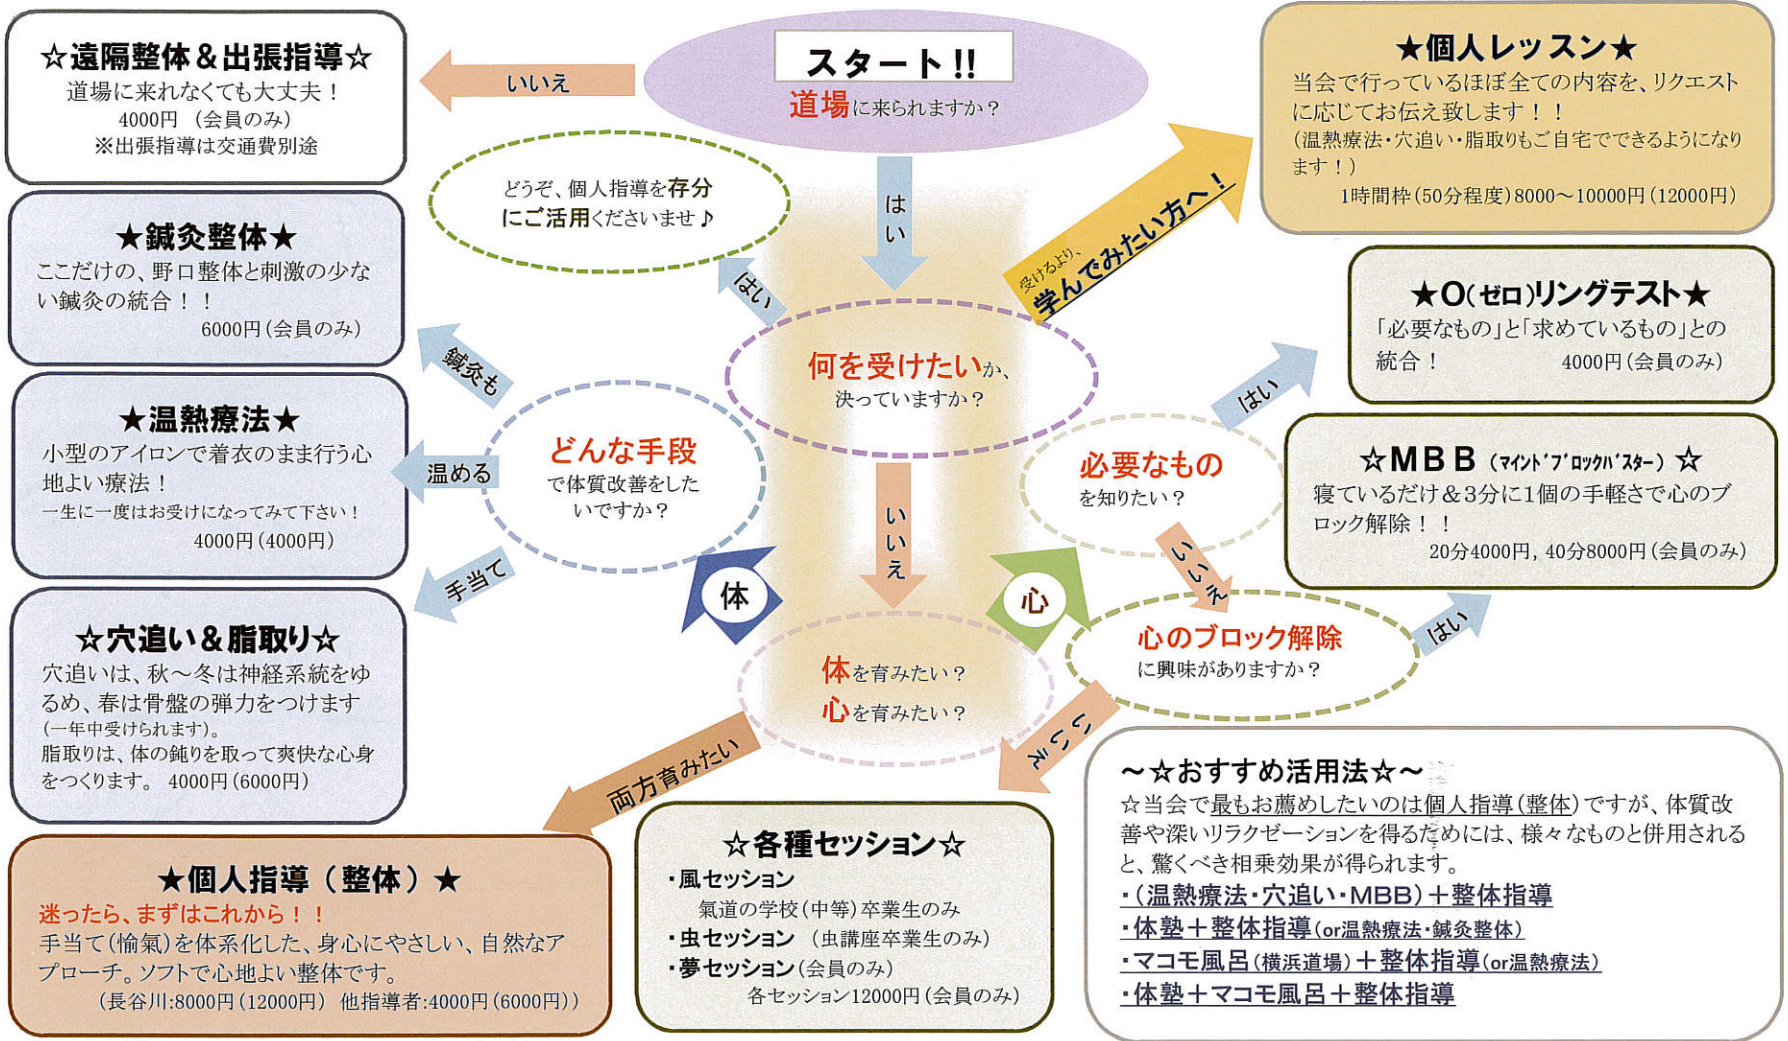 スタート!!
道場に来られますか？
いいえ
はい
☆遠隔整体＆出張指導☆
道場に来れなくても大丈夫！
4000円 （会員のみ）
※出張指導は交通費別途
どうぞ、個人指導を存分
にご活用くださいませ♪
はい
★個人レッスン★
当会で行っているほぼ全ての内容を、リクエスト
に応じてお伝え致します！！
(温熱療法・穴追い・脂取りもご自宅でできるようになり
ます！)
1時間枠(50分程度)8000～10000円(12000円)
受けるより、
学んでみたい方へ！
★鍼灸整体★
ここだけの、野口整体と刺激の少な
い鍼灸の統合！！
6000円(会員のみ)
鍼灸も
何を受けたいか、
決っていますか？
いいえ
★O(ゼロ)リングテスト★
「必要なもの」と「求めているもの」との
統合！ 4000円(会員のみ)
はい
★温熱療法★
小型のアイロンで着衣のまま行う心
地よい療法！
一生に一度はお受けになってみて下さい！
4000円(4000円)
温める
どんな手段
で体質改善をした
いですか？
必要なもの
を知りたい？
いいえ
☆MBB (ﾏｲﾝﾄﾞﾌﾞﾛｯｸﾊﾞｽﾀｰ) ☆
寝ているだけ＆3分に1個の手軽さで心のブ
ロック解除！！
20分4000円, 40分8000円(会員のみ)
手当て
体
心
はい
☆穴追い＆脂取り☆
穴追いは、秋～冬は神経系統をゆ
るめ、春は骨盤の弾力をつけます
(一年中受けられます)。
脂取りは、体の鈍りを取って爽快な心身
をつくります。 4000円(6000円)
体を育みたい？
心を育みたい？
心のブロック解除
に興味がありますか？
いいえ
両方育みたい
★個人指導（整体）★
迷ったら、まずはこれから！！
手当て(愉氣)を体系化した、身心にやさしい、自然なア
プローチ。ソフトで心地よい整体です。
(長谷川:8000円(12000円) 他指導者:4000円(6000円))
☆各種セッション☆
・風セッション
氣道の学校(中等)卒業生のみ
・虫セッション （虫講座卒業生のみ）
・夢セッション(会員のみ)
各セッション12000円(会員のみ)
～☆おすすめ活用法☆～
☆当会で最もお薦めしたいのは個人指導(整体)ですが、体質改
善や深いリラクゼーションを得るためには、様々なものと併用される
と、驚くべき相乗効果が得られます。
・(温熱療法・穴追い・MBB)＋整体指導
・体塾＋整体指導(or温熱療法・鍼灸整体)
・マコモ風呂(横浜道場)＋整体指導(or温熱療法)
・体塾＋マコモ風呂＋整体指導